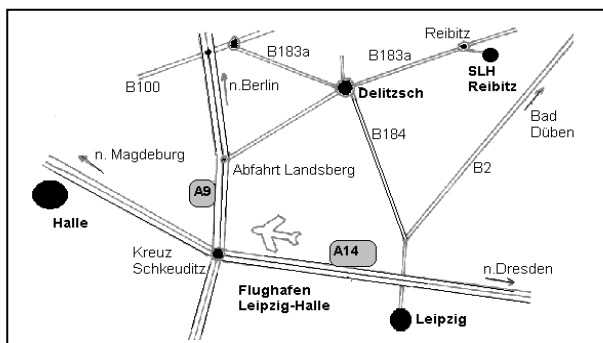 Reibitz
B183a
B183a
SLH
Reibitz
B100
n.Berlin
Delitzsch
Bad
Düben
B184
n. Magdeburg
Abfahrt Landsberg
B2
A9
Halle
Kreuz
Schkeuditz
A14
n.Dresden
Flughafen
Leipzig-Halle
Leipzig